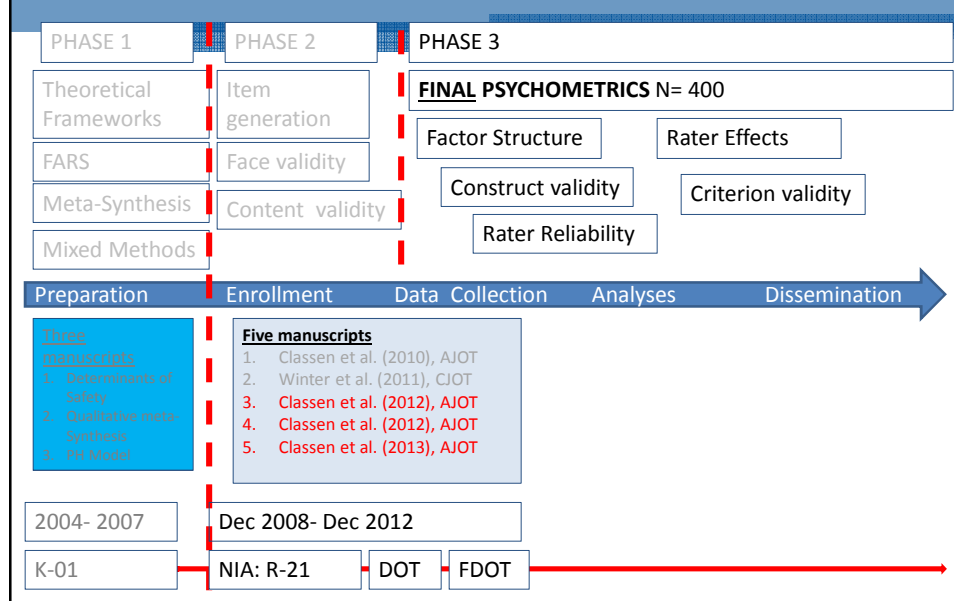 PHASE 1
PHASE 2
PHASE 3
Theoretical
Frameworks
FARS
Meta-Synthesis
Mixed Methods
Item
generation
Face validity
Content validity
FINAL PSYCHOMETRICS N= 400
Factor Structure
Rater Effects
Construct validity
Criterion validity
Rater Reliability
Preparation Enrollment Data Collection Analyses Dissemination
Three
manuscripts
1. Determinents of
Safety
2. Qualitative meta-
Synthesis
3. PH Model
Five manuscripts
1. Classen et al. (2010), AJOT
2. Winter et al. (2011), CJOT
3. Classen et al. (2012), AJOT
4. Classen et al. (2012), AJOT
5. Classen et al. (2013), AJOT
2004- 2007
Dec 2008- Dec 2012
K-01
NIA: R-21
DOT
FDOT